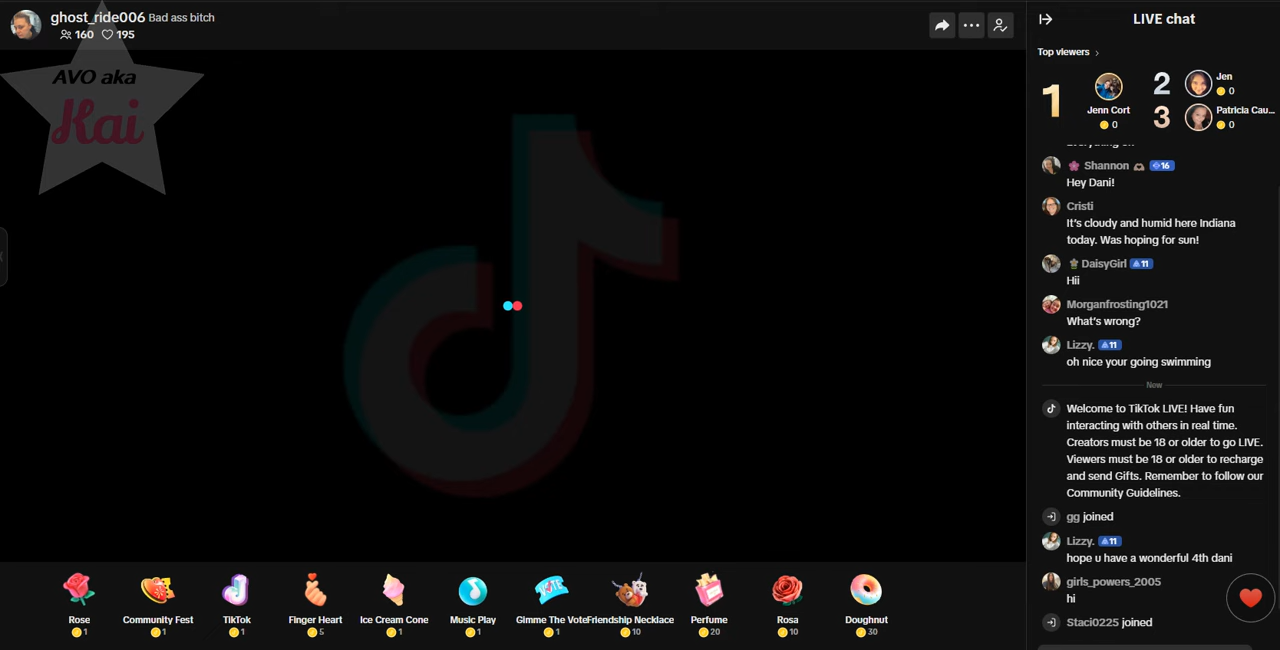 ghost_ride006 Bad ass bitch
160 195
AVO aka
Kai
LIVE chat
Top viewers
1
Jenn Cort
0
2
Jen
0
3
Patricia Cau...
0
Shannon 16
Hey Dani!
Cristi
It's cloudy and humid here Indiana
today. Was hoping for sun!
DaisyGirl 11
Hii
Morganfrosting1021
What's wrong?
Lizzy. 11
oh nice your going swimming
New
Welcome to TikTok LIVE! Have fun
interacting with others in real time.
Creators must be 18 or older to go LIVE.
Viewers must be 18 or older to recharge
and send Gifts. Remember to follow our
Community Guidelines.
gg joined
Lizzy. 11
hope u have a wonderful 4th dani
girls_powers_2005
hi
Staci0225 joined
VOTE
Rose Community Fest TikTok Finger Heart Ice Cream Cone Music Play Gimme The Vote Friendship Necklace Perfume Rosa Doughnut
1 1 1 5 1 1 1 10 20 10 30